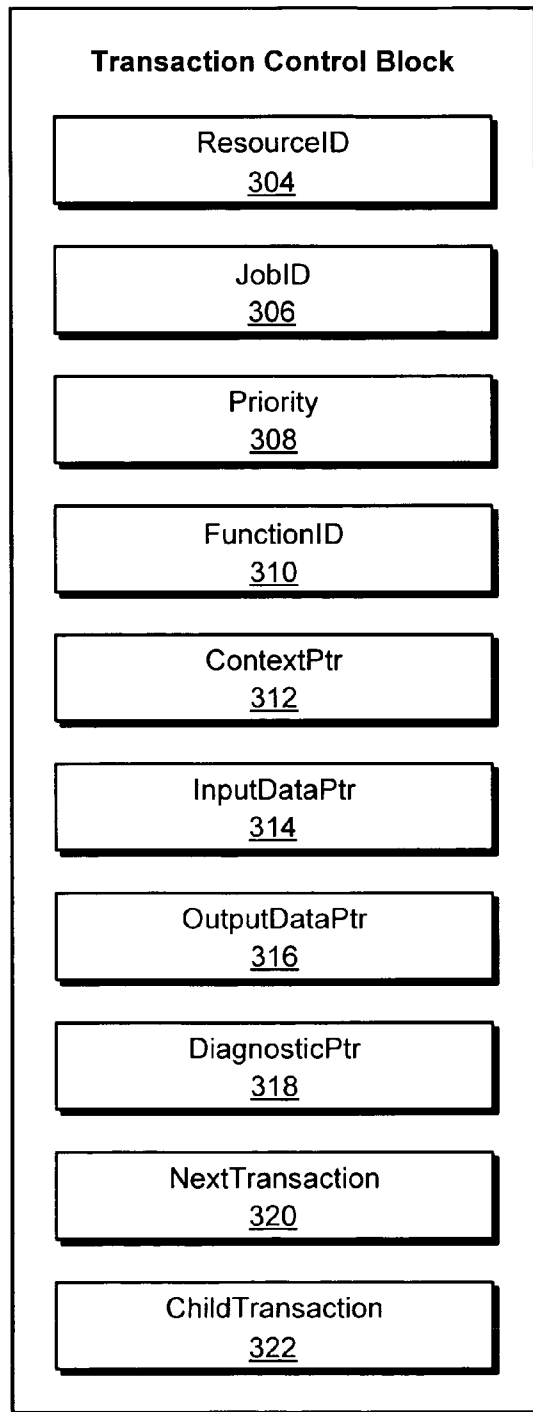 Transaction Control Block
ResourceID
304
JobID
306
Priority
308
FunctionID
310
ContextPtr
312
InputDataPtr
314
OutputDataPtr
316
DiagnosticPtr
318
NextTransaction
320
ChildTransaction
322